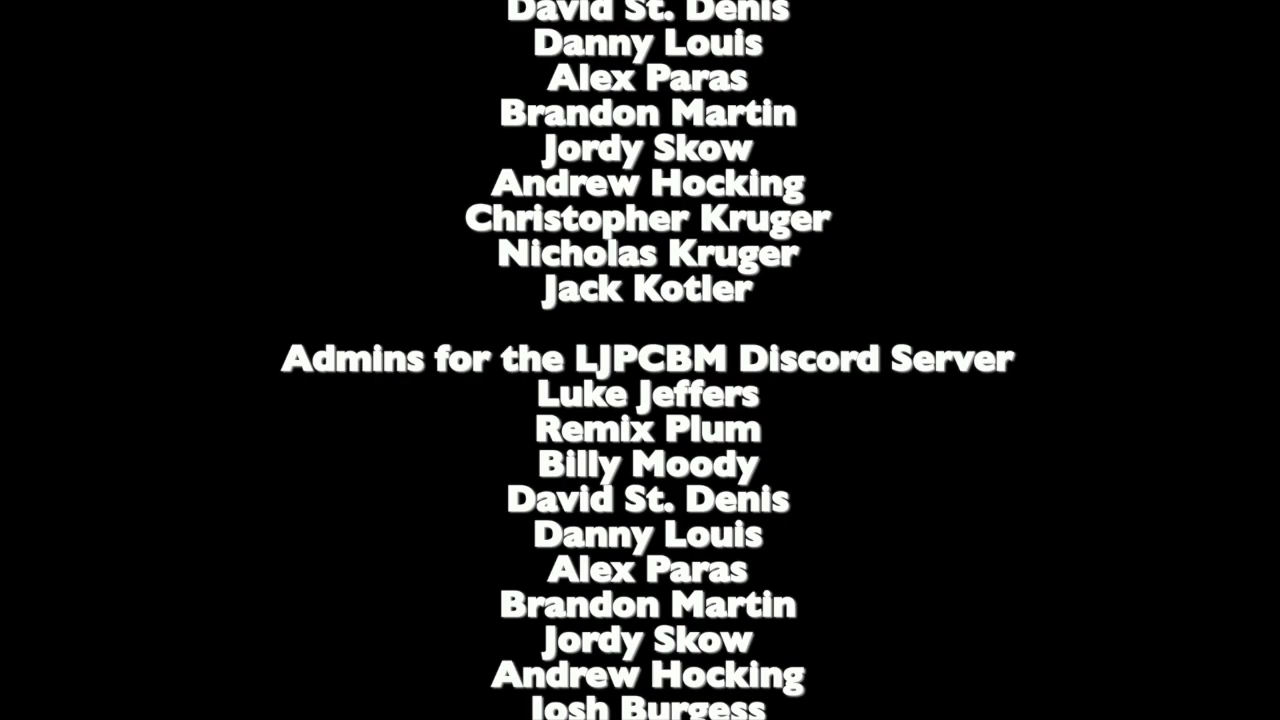 David St. Denis
Danny Louis
Alex Paras
Brandon Martin
Jordy Skow
Andrew Hocking
Christopher Kruger
Nicholas Kruger
Jack Kotler
Admins for the LJPCBM Discord Server
Luke Jeffers
Remix Plum
Billy Moody
David St. Denis
Danny Louis
Alex Paras
Brandon Martin
Jordy Skow
Andrew Hocking
Josh Burgess